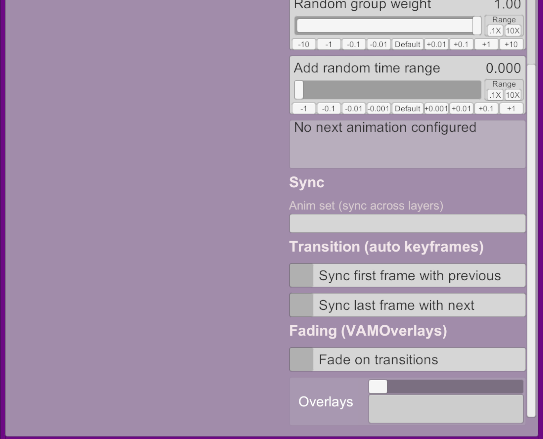 Random group weight 1.00
Range
.1X 10X
-10 -1 -0.1 -0.01 Default +0.01 +0.1 +1 +10
Add random time range 0.000
Range
.1X 10X
-1 -0.1 -0.01 -0.001 Default +0.001 +0.01 +0.1 +1
No next animation configured
Sync
Anim set (sync across layers)
Transition (auto keyframes)
Sync first frame with previous
Sync last frame with next
Fading (VAMOverlays)
Fade on transitions
Overlays